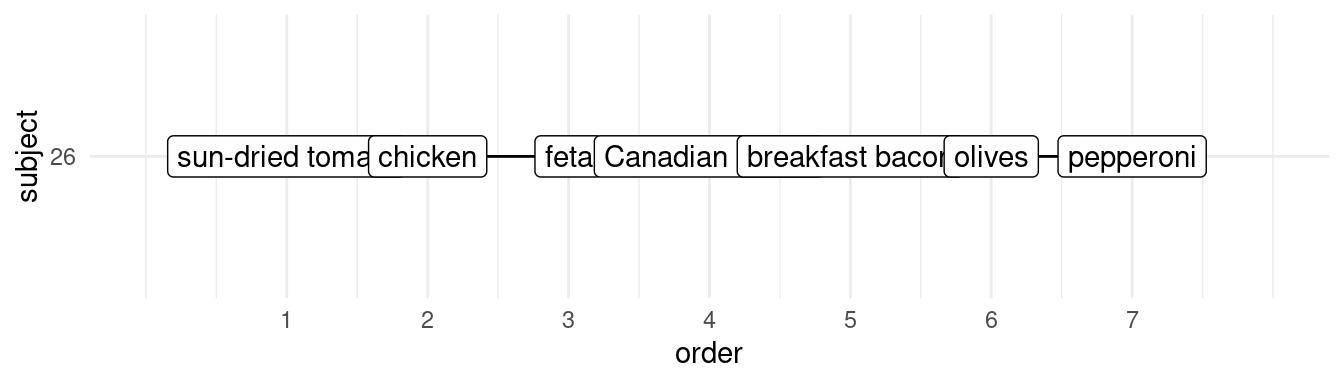 subject
26
sun-dried toma
chicken
feta
Canadian
breakfast bacon
olives
pepperoni
1 2 3 4 5 6 7
order